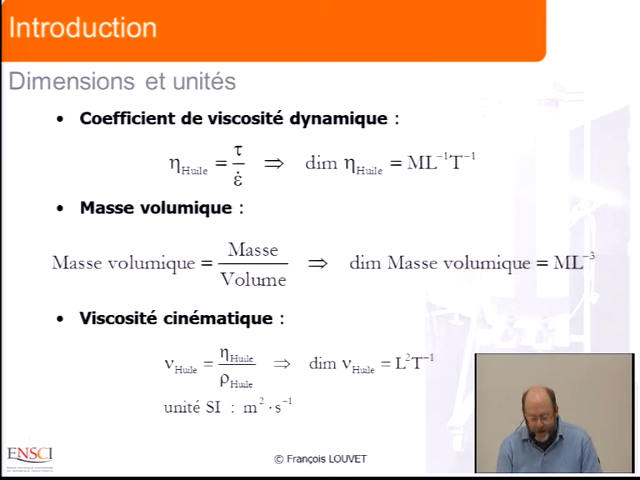 Introduction
Dimensions et unités
• Coefficient de viscosité dynamique :
η_Huile = τ / ε̇ ⇒ dim η_Huile = ML⁻¹T⁻¹
• Masse volumique :
Masse volumique = Masse / Volume ⇒ dim Masse volumique = ML⁻³
• Viscosité cinématique :
ν_Huile = η_Huile / ρ_Huile ⇒ dim ν_Huile = L²T⁻¹
unité SI : m² · s⁻¹
ENSCI
© François LOUVET